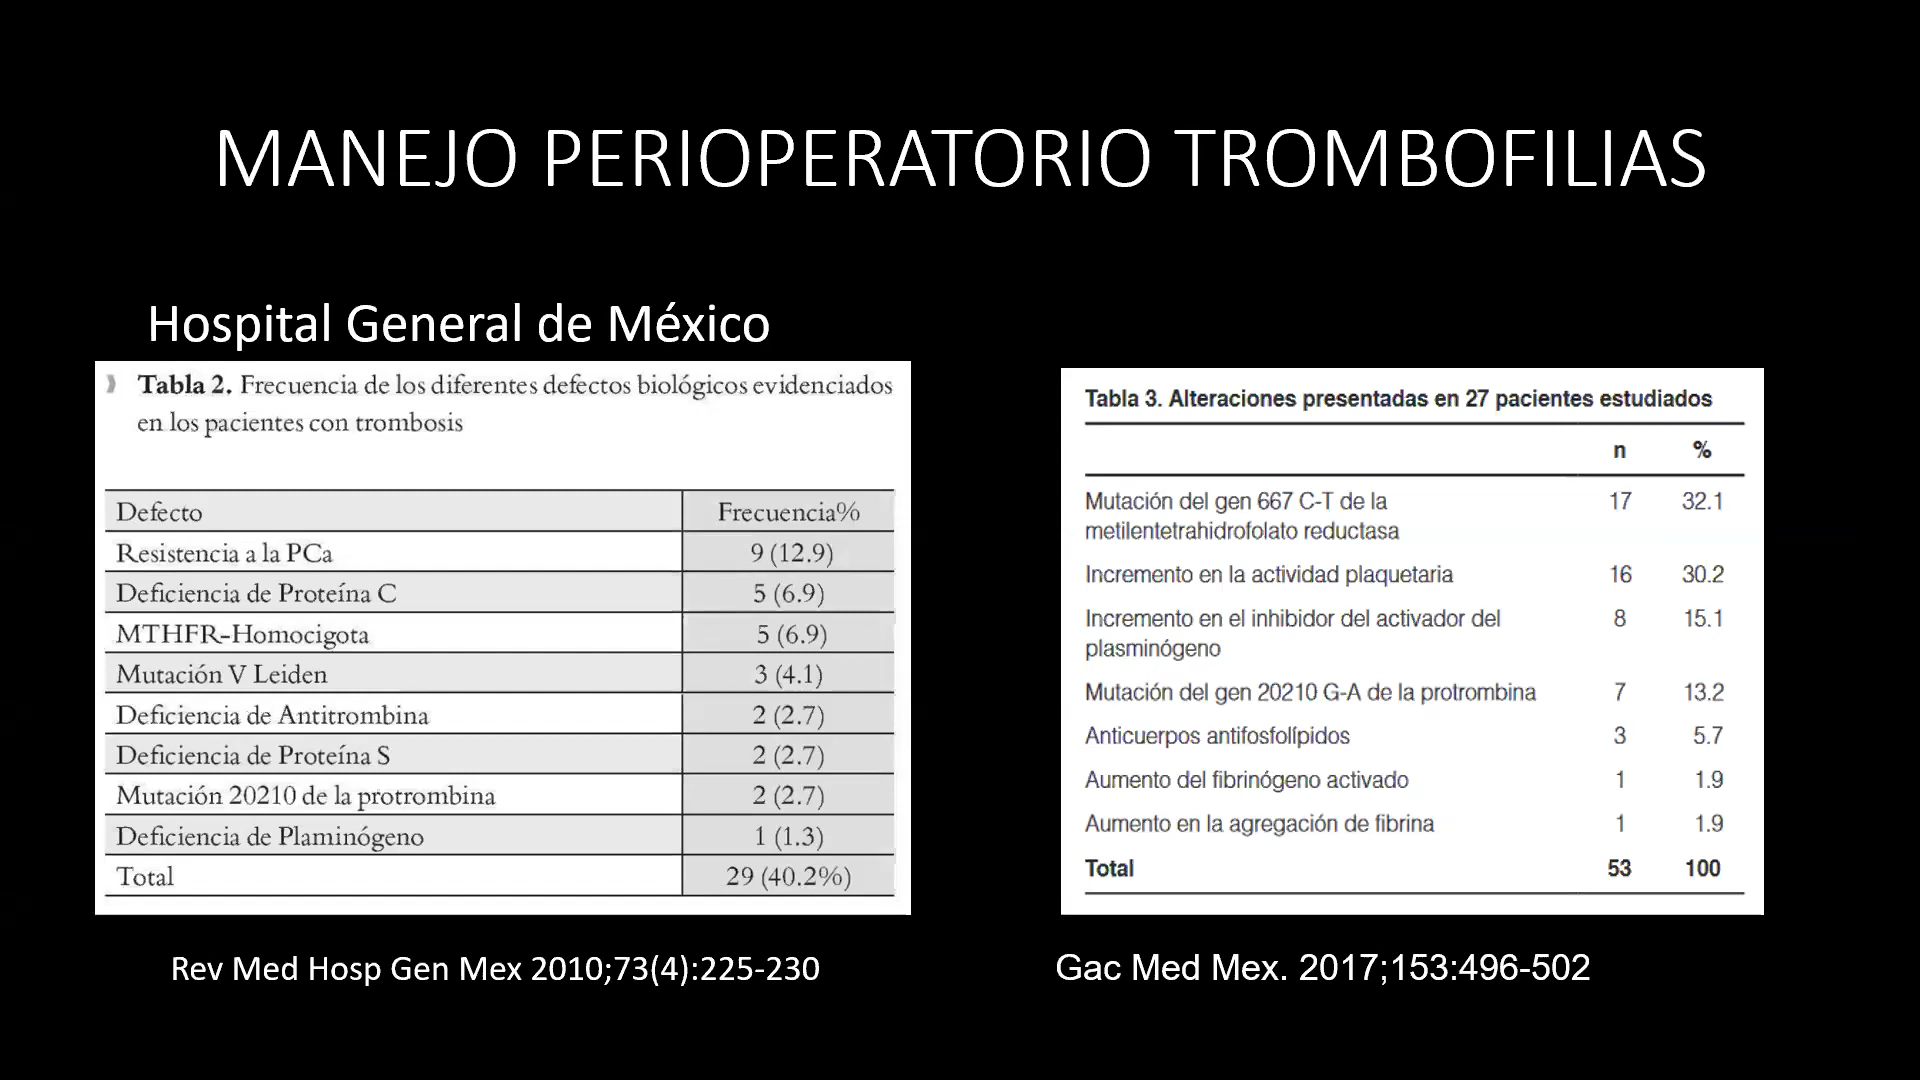 MANEJO PERIOPERATORIO TROMBOFILIAS
Hospital General de México
Tabla 2. Frecuencia de los diferentes defectos biológicos evidenciados
en los pacientes con trombosis
Defecto Frecuencia%
Resistencia a la PCa 9 (12.9)
Deficiencia de Proteína C 5 (6.9)
MTHFR-Homocigota 5 (6.9)
Mutación V Leiden 3 (4.1)
Deficiencia de Antitrombina 2 (2.7)
Deficiencia de Proteína S 2 (2.7)
Mutación 20210 de la protrombina 2 (2.7)
Deficiencia de Plaminógeno 1 (1.3)
Total 29 (40.2%)
Rev Med Hosp Gen Mex 2010;73(4):225-230
Tabla 3. Alteraciones presentadas en 27 pacientes estudiados
n %
Mutación del gen 667 C-T de la 17 32.1
metilentetrahidrofolato reductasa
Incremento en la actividad plaquetaria 16 30.2
Incremento en el inhibidor del activador del 8 15.1
plasminógeno
Mutación del gen 20210 G-A de la protrombina 7 13.2
Anticuerpos antifosfolípidos 3 5.7
Aumento del fibrinógeno activado 1 1.9
Aumento en la agregación de fibrina 1 1.9
Total 53 100
Gac Med Mex. 2017;153:496-502